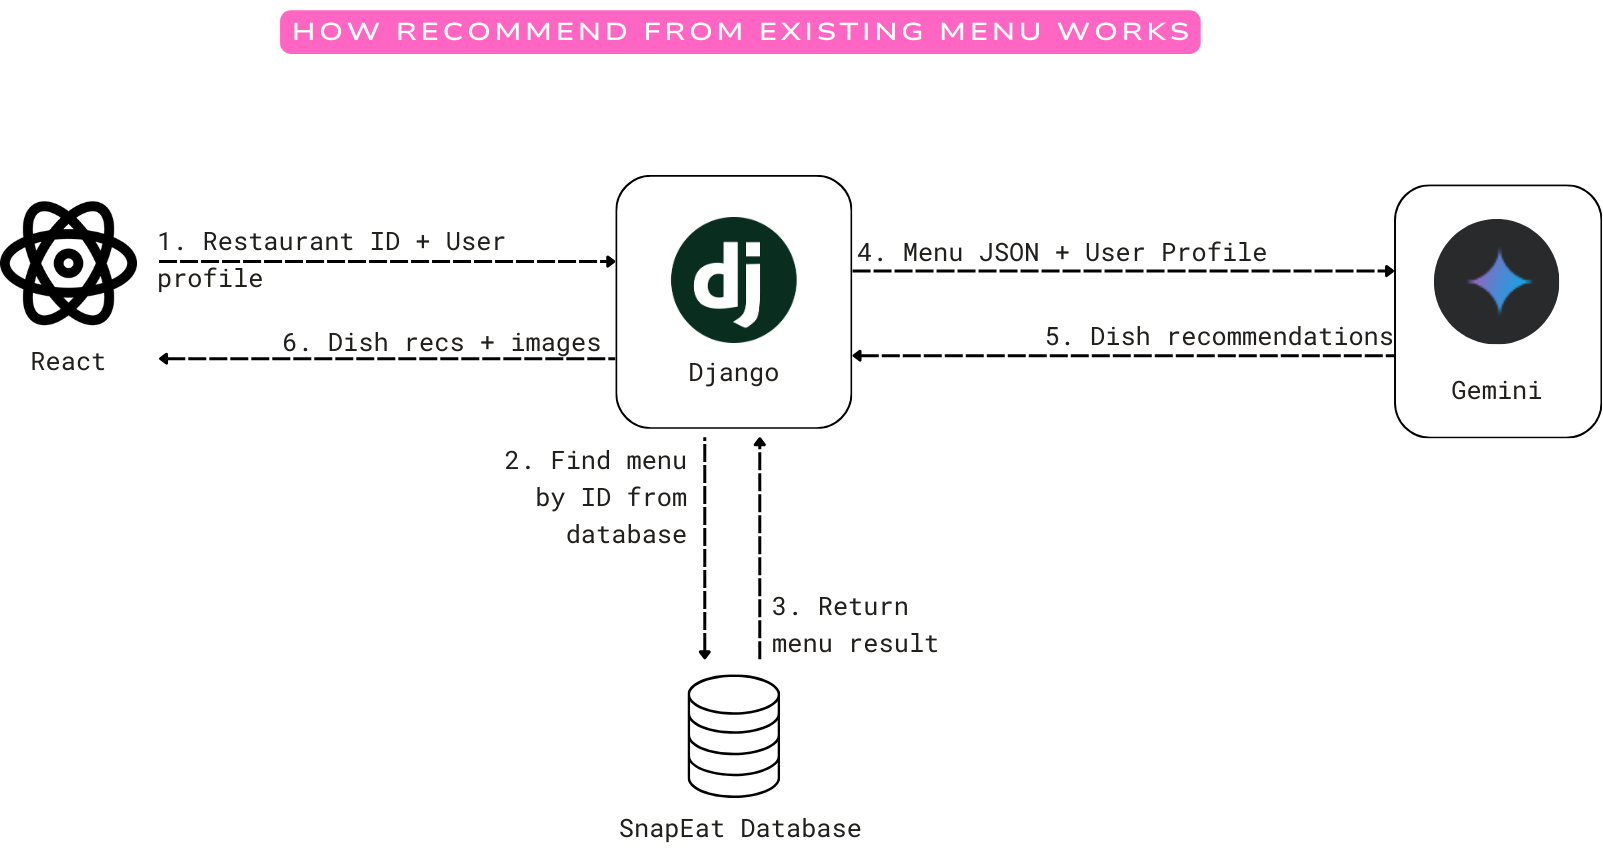 HOW RECOMMEND FROM EXISTING MENU WORKS
1. Restaurant ID + User
profile
6. Dish recs + images
React
dj
Django
4. Menu JSON + User Profile
5. Dish recommendations
Gemini
2. Find menu
by ID from
database
3. Return
menu result
SnapEat Database